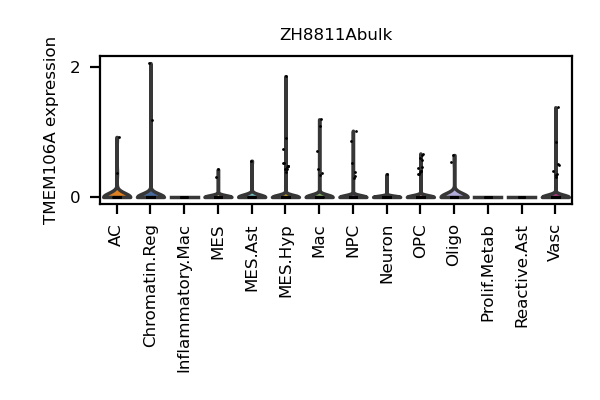 ZH8811Abulk
TMEM106A expression
2
0
AC
Chromatin.Reg
Inflammatory.Mac
MES
MES.Ast
MES.Hyp
Mac
NPC
Neuron
OPC
Oligo
Prolif.Metab
Reactive.Ast
Vasc